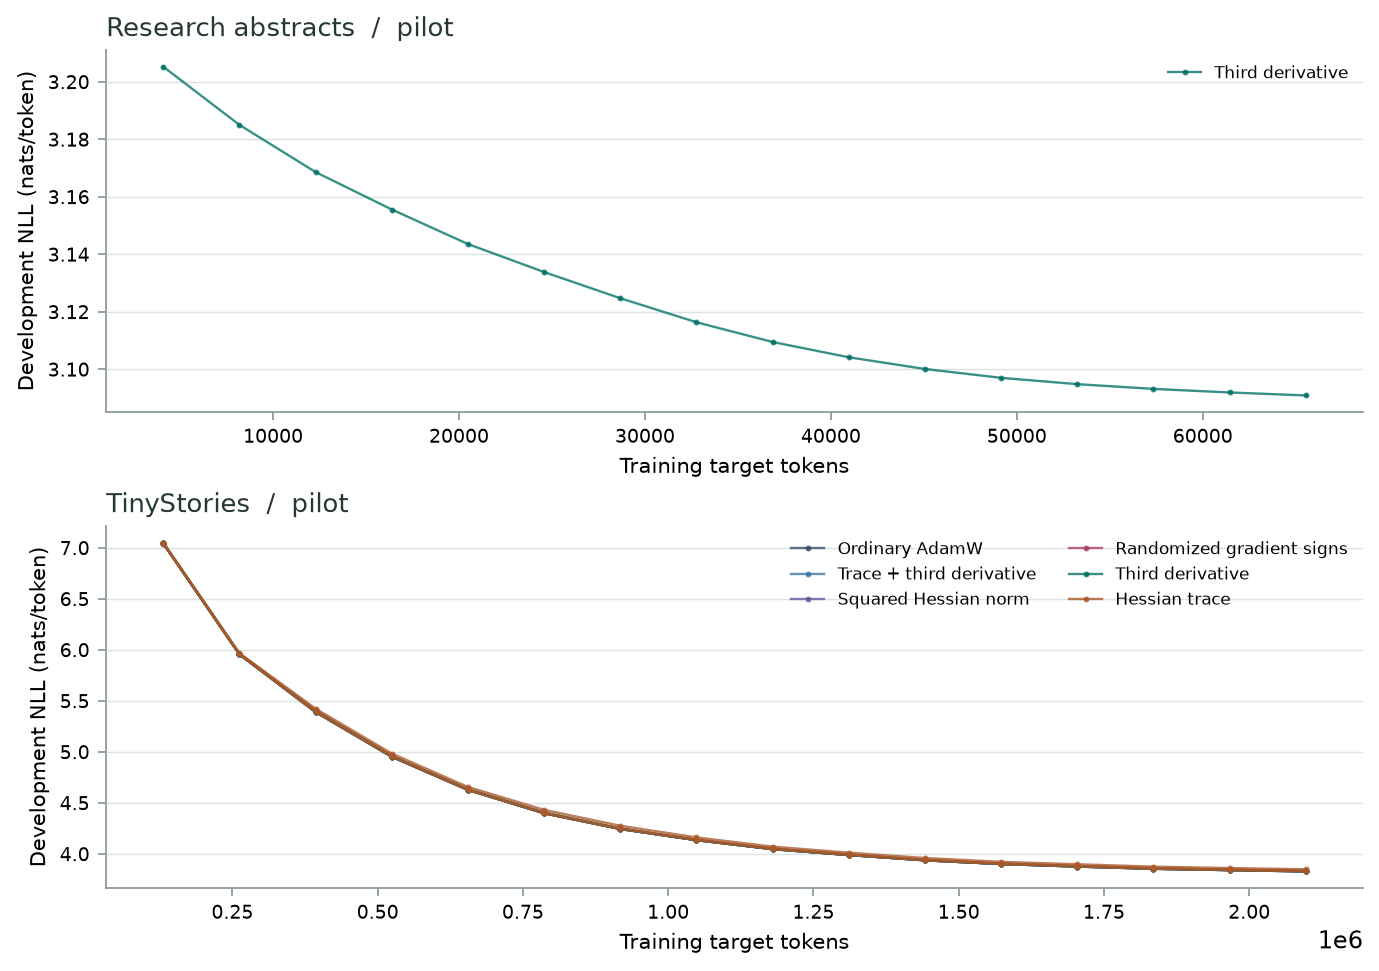 Research abstracts / pilot
Third derivative
Development NLL (nats/token)
3.20
3.18
3.16
3.14
3.12
3.10
10000 20000 30000 40000 50000 60000
Training target tokens
TinyStories / pilot
Ordinary AdamW
Trace + third derivative
Squared Hessian norm
Randomized gradient signs
Third derivative
Hessian trace
Development NLL (nats/token)
7.0
6.5
6.0
5.5
5.0
4.5
4.0
0.25 0.50 0.75 1.00 1.25 1.50 1.75 2.00
1e6
Training target tokens